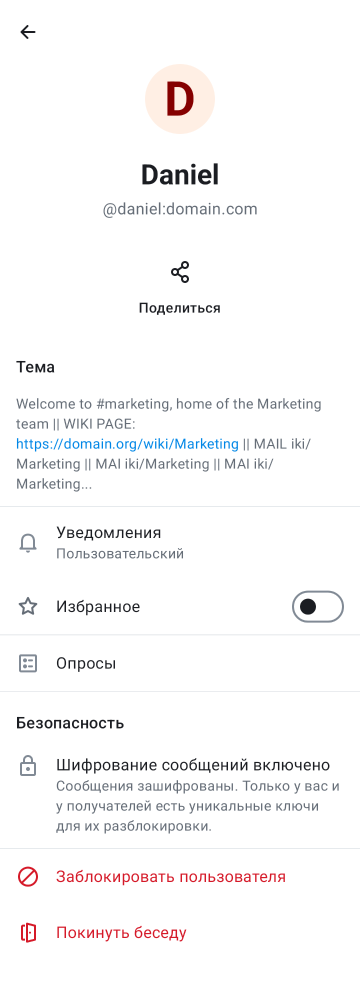 D
Daniel
@daniel:domain.com
Поделиться
Тема
Welcome to #marketing, home of the Marketing
team || WIKI PAGE:
https://domain.org/wiki/Marketing || MAIL iki/
Marketing || MAI iki/Marketing || MAI iki/
Marketing...
Уведомления
Пользовательский
Избранное
Опросы
Безопасность
Шифрование сообщений включено
Сообщения зашифрованы. Только у вас и
у получателей есть уникальные ключи
для их разблокировки.
Заблокировать пользователя
Покинуть беседу